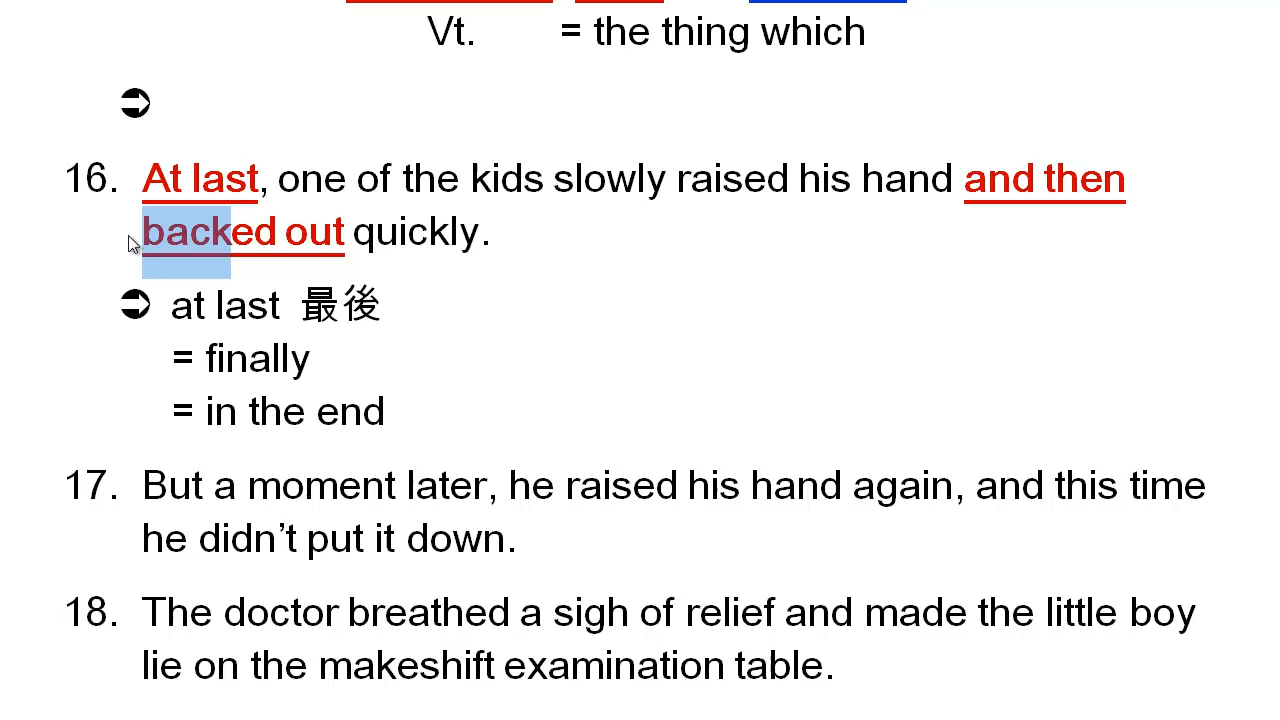 Vt. = the thing which
➲
16. At last, one of the kids slowly raised his hand and then
backed out quickly.
➲ at last 最後
= finally
= in the end
17. But a moment later, he raised his hand again, and this time
he didn’t put it down.
18. The doctor breathed a sigh of relief and made the little boy
lie on the makeshift examination table.